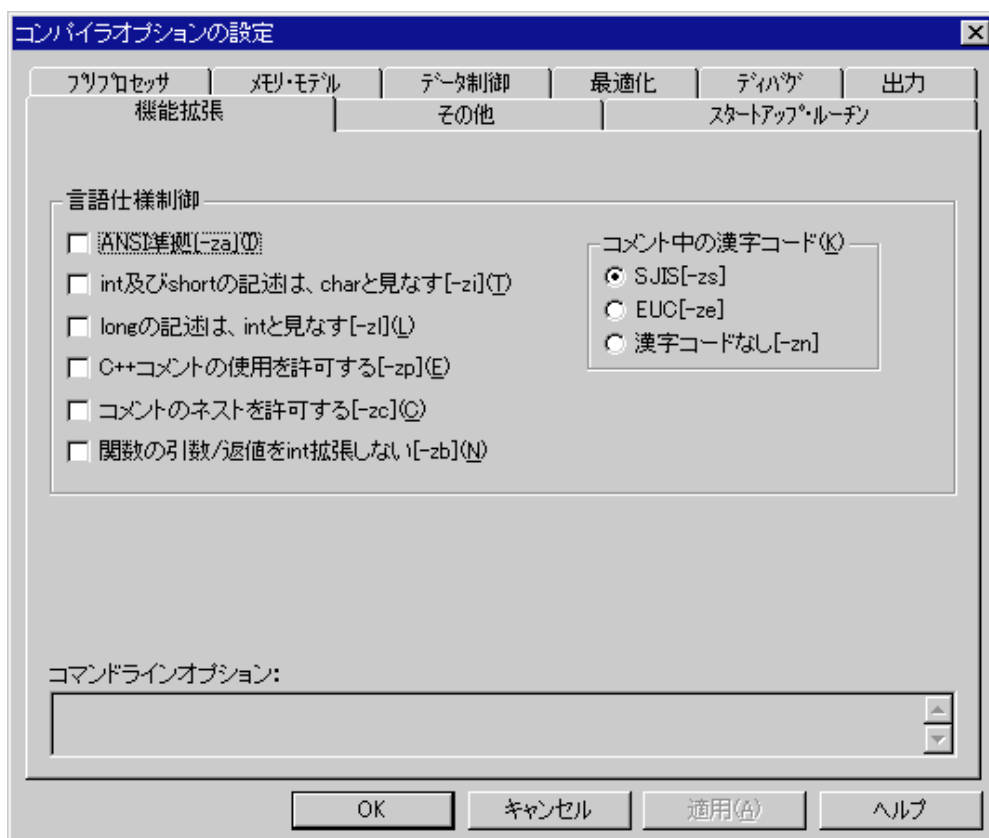 コンパイラオプションの設定
ﾌﾟﾘﾌﾟﾛｾｯｻ ﾒﾓﾘ・ﾓﾃﾞﾙ ﾃﾞｰﾀ制御 最適化 ﾃﾞｨﾊﾞｸﾞ 出力
機能拡張 その他 ｽﾀｰﾄｱｯﾌﾟ・ﾙｰﾁﾝ
言語仕様制御
ANSI準拠[-za](I)
int及びshortの記述は、charと見なす[-zi](T)
longの記述は、intと見なす[-zl](L)
C++コメントの使用を許可する[-zp](E)
コメントのネストを許可する[-zc](C)
関数の引数/返値をint拡張しない[-zb](N)
コメント中の漢字コード(K)
SJIS[-zs]
EUC[-ze]
漢字コードなし[-zn]
コマンドラインオプション:
OK キャンセル 適用(A) ヘルプ